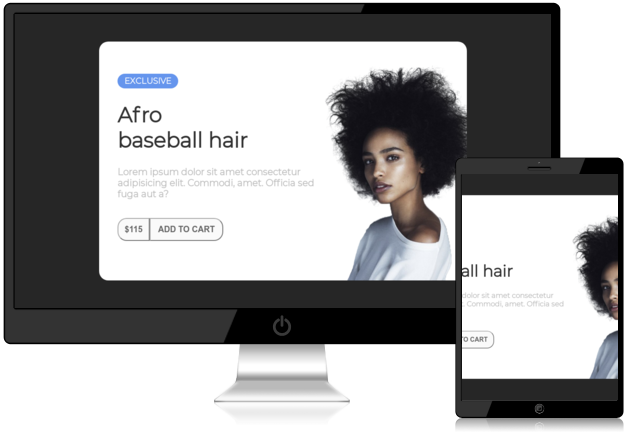 EXCLUSIVE
Afro
baseball hair
Lorem ipsum dolor sit amet consectetur
adipisicing elit. Commodi, amet. Officia sed
fuga aut a?
$115 ADD TO CART
all hair
dolor sit amet consectetur
. Commodi, amet. Officia sed
TO CART